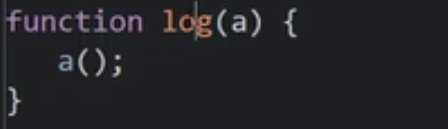 function log(a) {
    a();
}